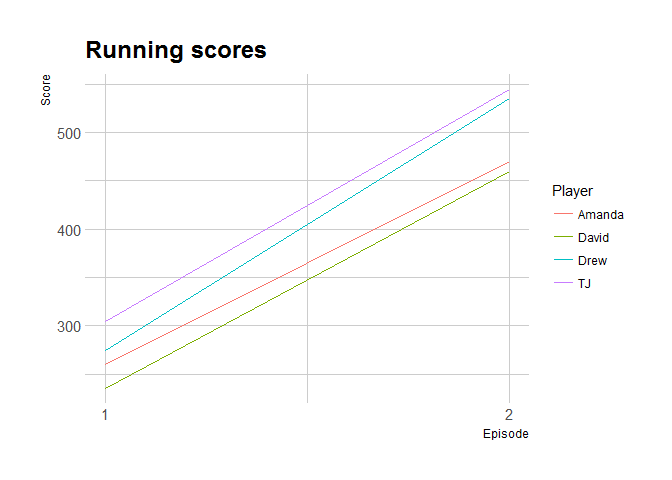 Running scores
Score
500
400
300
1
2
Episode
Player
Amanda
David
Drew
TJ